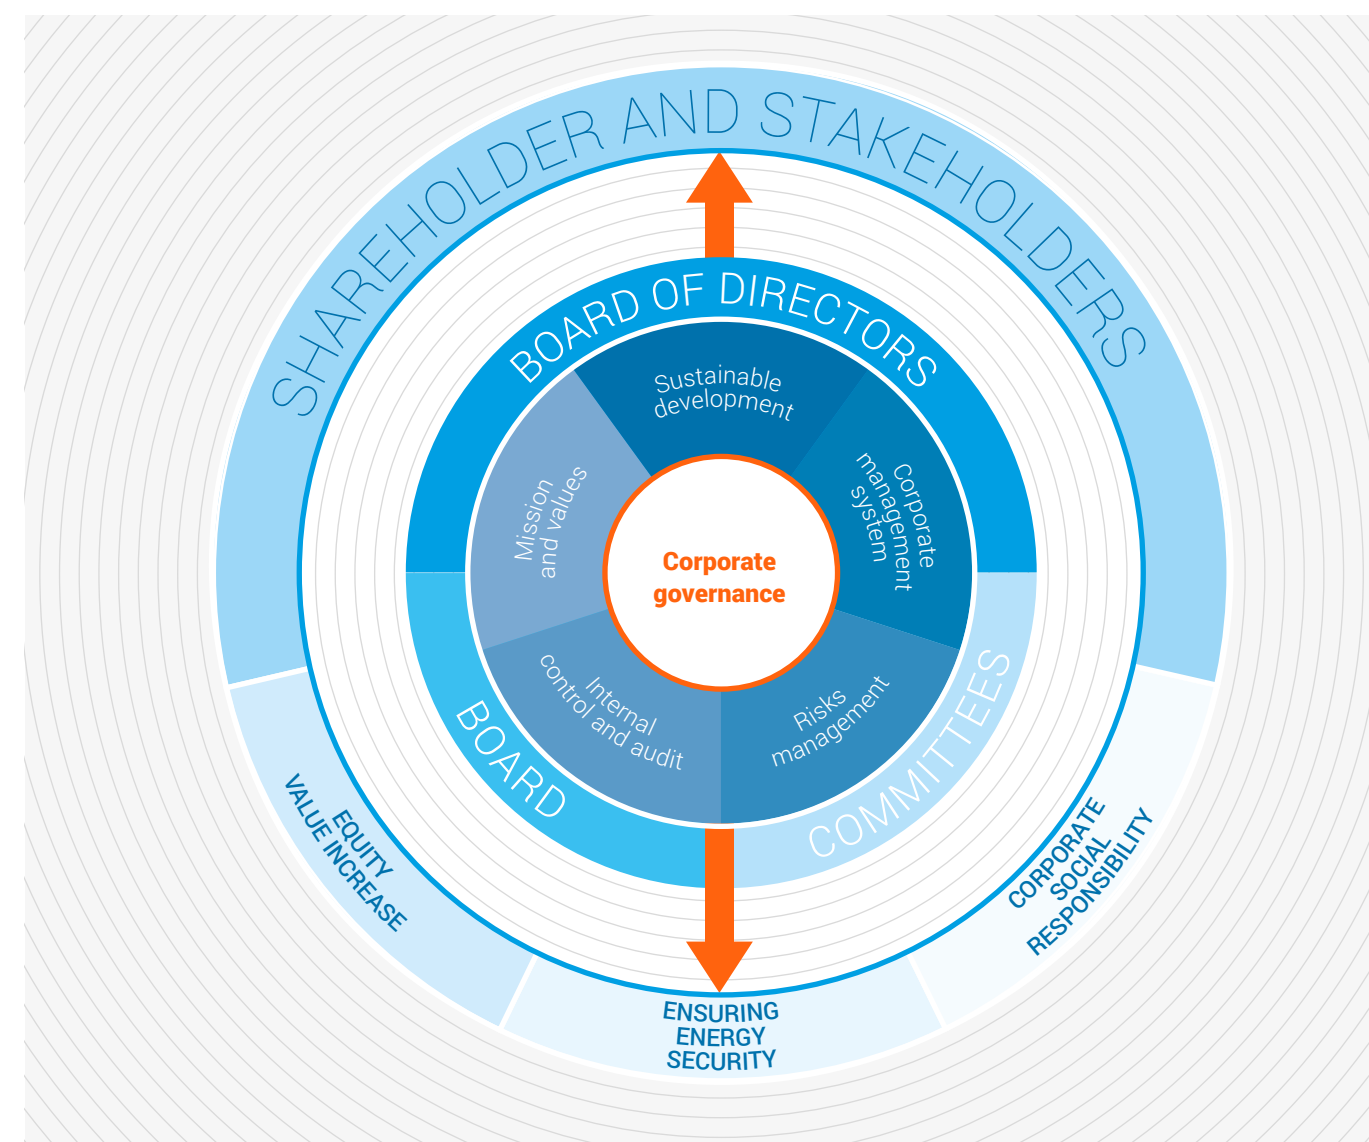 SHAREHOLDER AND STAKEHOLDERS
BOARD OF DIRECTORS
Sustainable
development
Mission
and values
Corporate
management
system
Corporate
governance
Internal
control and audit
Risks
management
BOARD
COMMITTEES
EQUITY
VALUE INCREASE
CORPORATE
SOCIAL
RESPONSIBILITY
ENSURING
ENERGY
SECURITY